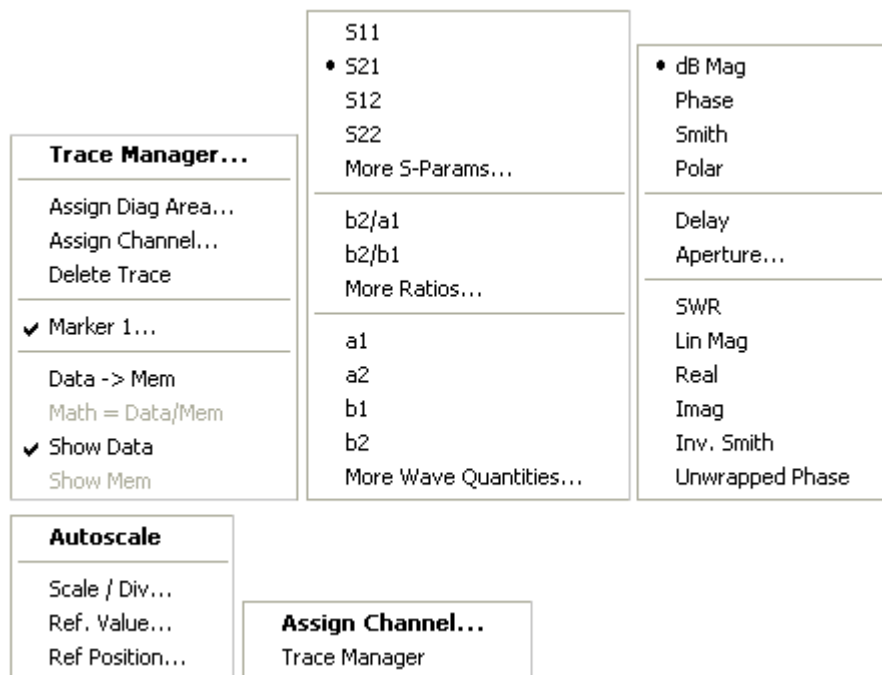 Trace Manager...
Assign Diag Area...
Assign Channel...
Delete Trace
Marker 1...
Data -> Mem
Math = Data/Mem
Show Data
Show Mem
S11
S21
S12
S22
More S-Params...
b2/a1
b2/b1
More Ratios...
a1
a2
b1
b2
More Wave Quantities...
dB Mag
Phase
Smith
Polar
Delay
Aperture...
SWR
Lin Mag
Real
Imag
Inv. Smith
Unwrapped Phase
Autoscale
Scale / Div...
Ref. Value...
Ref Position...
Assign Channel...
Trace Manager